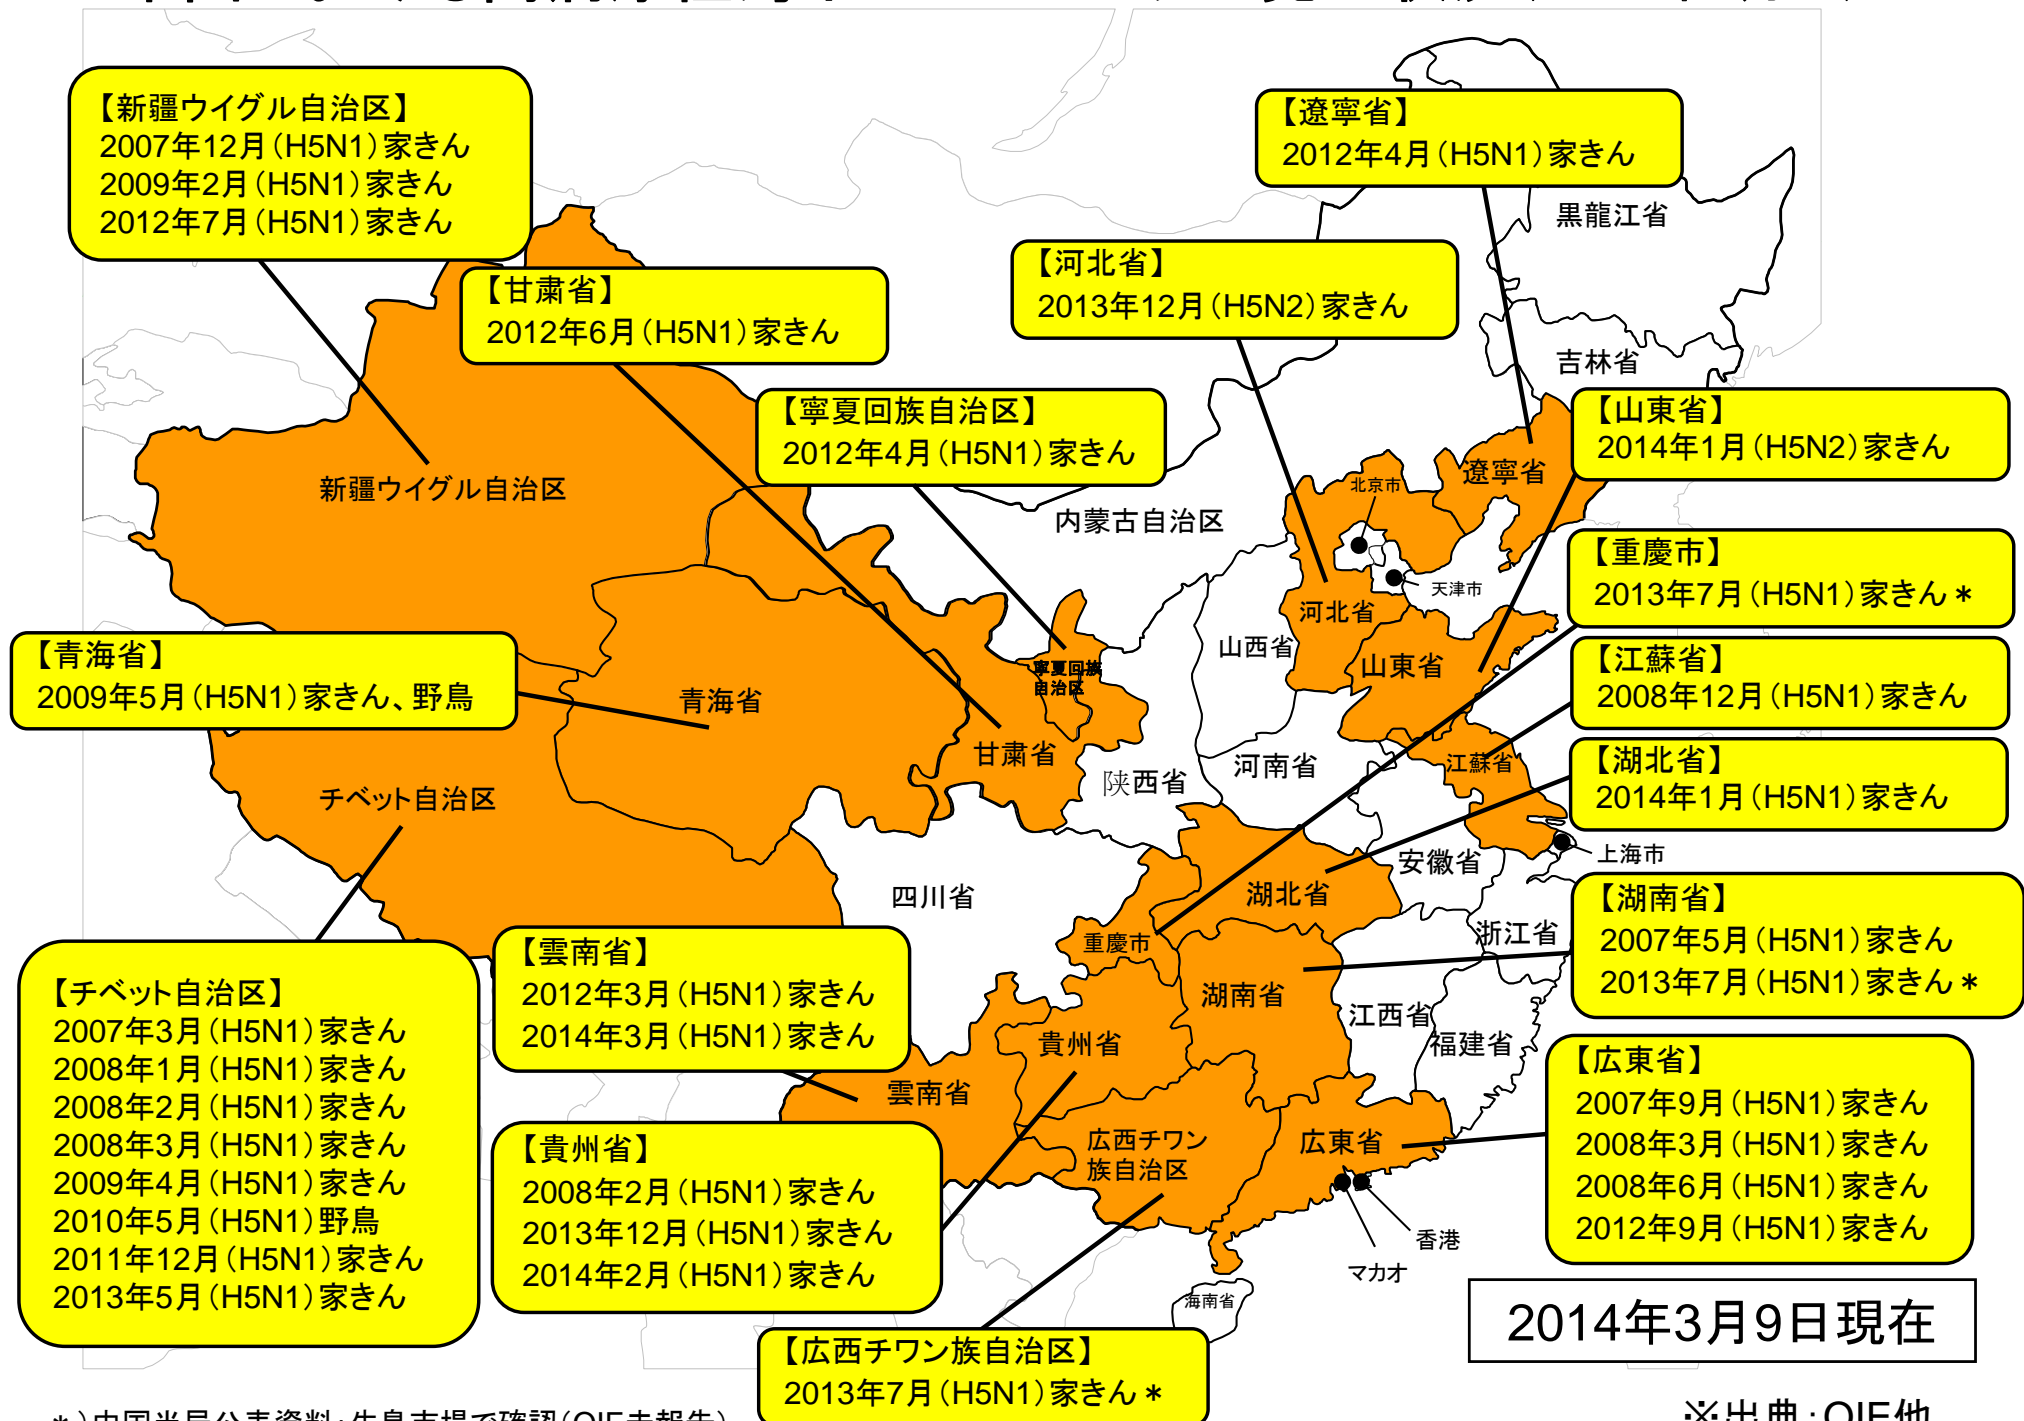 【新疆ウイグル自治区】
2007年12月(H5N1)家きん
2009年2月(H5N1)家きん
2012年7月(H5N1)家きん
【遼寧省】
2012年4月(H5N1)家きん
黒龍江省
【河北省】
2013年12月(H5N2)家きん
【甘粛省】
2012年6月(H5N1)家きん
吉林省
【寧夏回族自治区】
2012年4月(H5N1)家きん
【山東省】
2014年1月(H5N2)家きん
新疆ウイグル自治区
内蒙古自治区
北京市
遼寧省
【重慶市】
2013年7月(H5N1)家きん*
天津市
河北省
山西省
山東省
【青海省】
2009年5月(H5N1)家きん、野鳥
青海省
寧夏回族
自治区
【江蘇省】
2008年12月(H5N1)家きん
甘粛省
陝西省
河南省
江蘇省
【湖北省】
2014年1月(H5N1)家きん
チベット自治区
安徽省
上海市
四川省
湖北省
【湖南省】
2007年5月(H5N1)家きん
2013年7月(H5N1)家きん*
重慶市
浙江省
【雲南省】
2012年3月(H5N1)家きん
2014年3月(H5N1)家きん
湖南省
江西省
福建省
貴州省
雲南省
【チベット自治区】
2007年3月(H5N1)家きん
2008年1月(H5N1)家きん
2008年2月(H5N1)家きん
2008年3月(H5N1)家きん
2009年4月(H5N1)家きん
2010年5月(H5N1)野鳥
2011年12月(H5N1)家きん
2013年5月(H5N1)家きん
【広東省】
2007年9月(H5N1)家きん
2008年3月(H5N1)家きん
2008年6月(H5N1)家きん
2012年9月(H5N1)家きん
【貴州省】
2008年2月(H5N1)家きん
2013年12月(H5N1)家きん
2014年2月(H5N1)家きん
広西チワン
族自治区
広東省
香港
マカオ
海南省
2014年3月9日現在
【広西チワン族自治区】
2013年7月(H5N1)家きん*
*)中国当局公表資料:生鳥市場で確認(OIE未報告)
※出典:OIE他